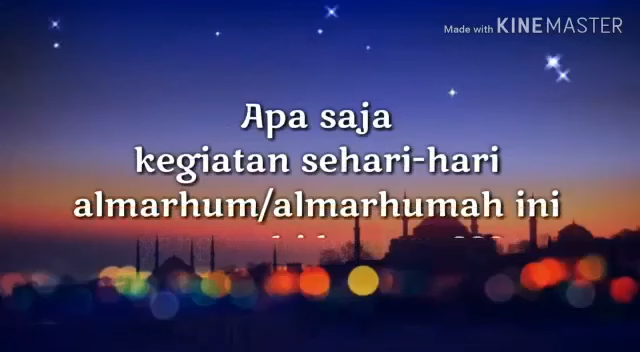 Made with KINEMASTER
Apa saja
kegiatan sehari-hari
almarhum/almarhumah ini